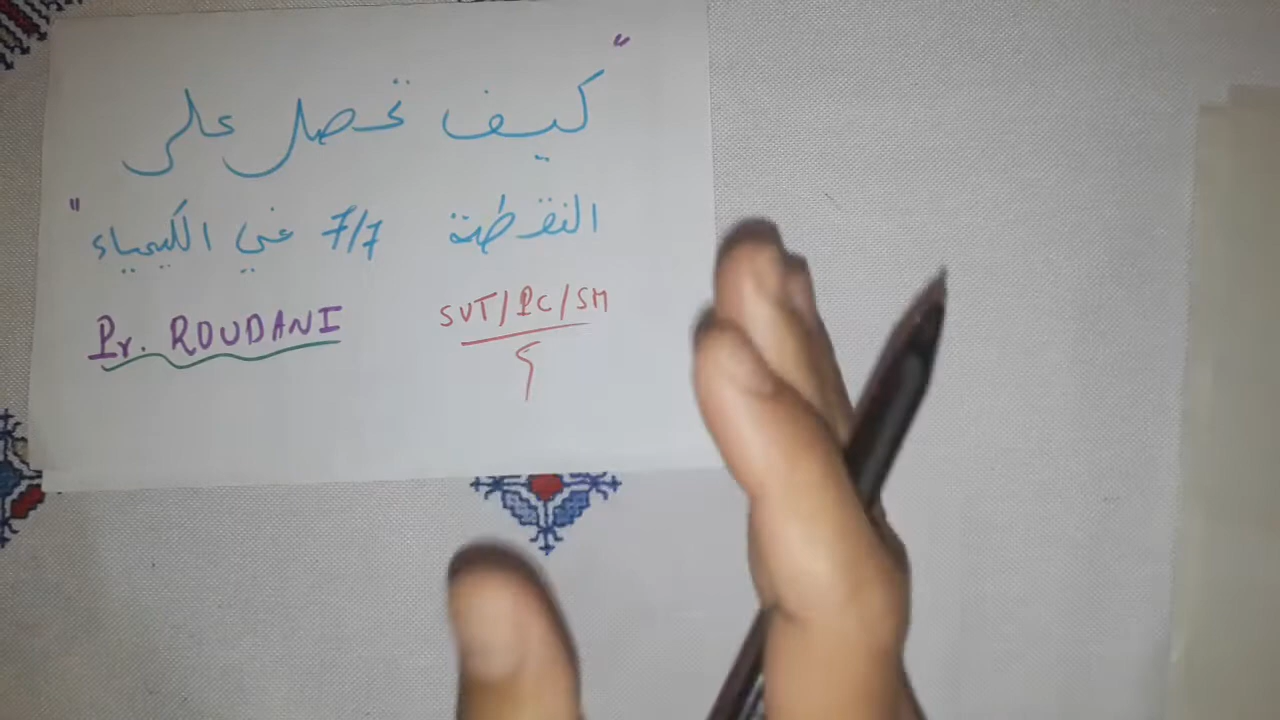 "كيف تحصل على
النقطة 7/7 في الكيمياء"
SVT/PC/SM
؟
Pr. ROUDANI